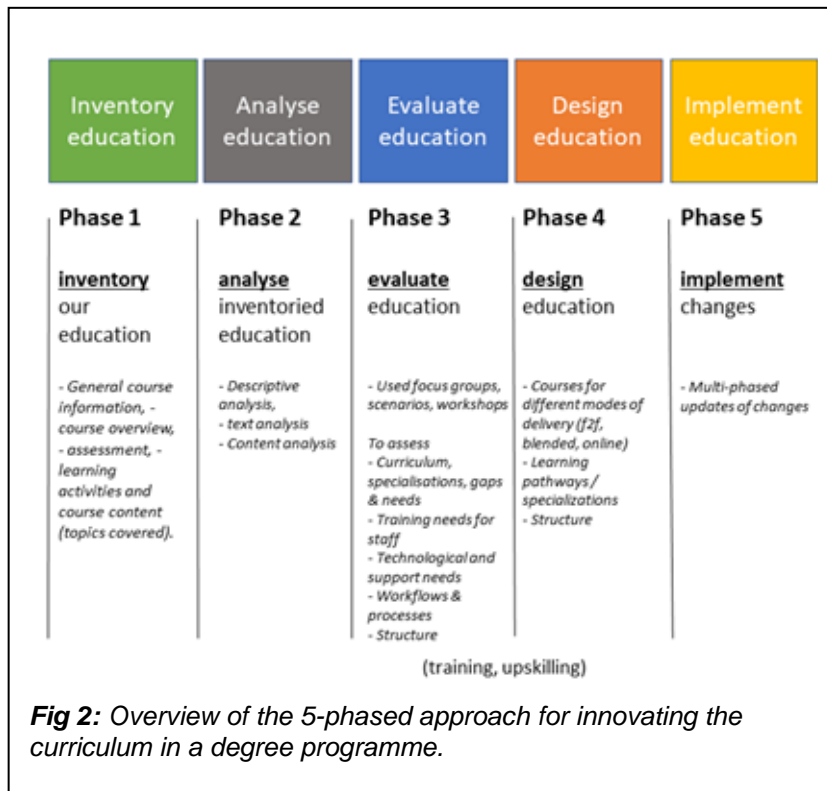 Inventory
education
Analyse
education
Evaluate
education
Design
education
Implement
education
Phase 1
inventory
our
education
- General course
information, -
course overview,
- assessment, -
learning
activities and
course content
(topics covered).
Phase 2
analyse
inventoried
education
- Descriptive
analysis,
- text analysis
- Content analysis
Phase 3
evaluate
education
- Used focus groups,
scenarios, workshops
To assess
- Curriculum,
specialisations, gaps
& needs
- Training needs for
staff
- Technological and
support needs
- Workflows &
processes
- Structure
Phase 4
design
education
- Courses for
different modes of
delivery (f2f,
blended, online)
- Learning
pathways /
specializations
- Structure
Phase 5
implement
changes
- Multi-phased
updates of changes
(training, upskilling)
Fig 2: Overview of the 5-phased approach for innovating the
curriculum in a degree programme.